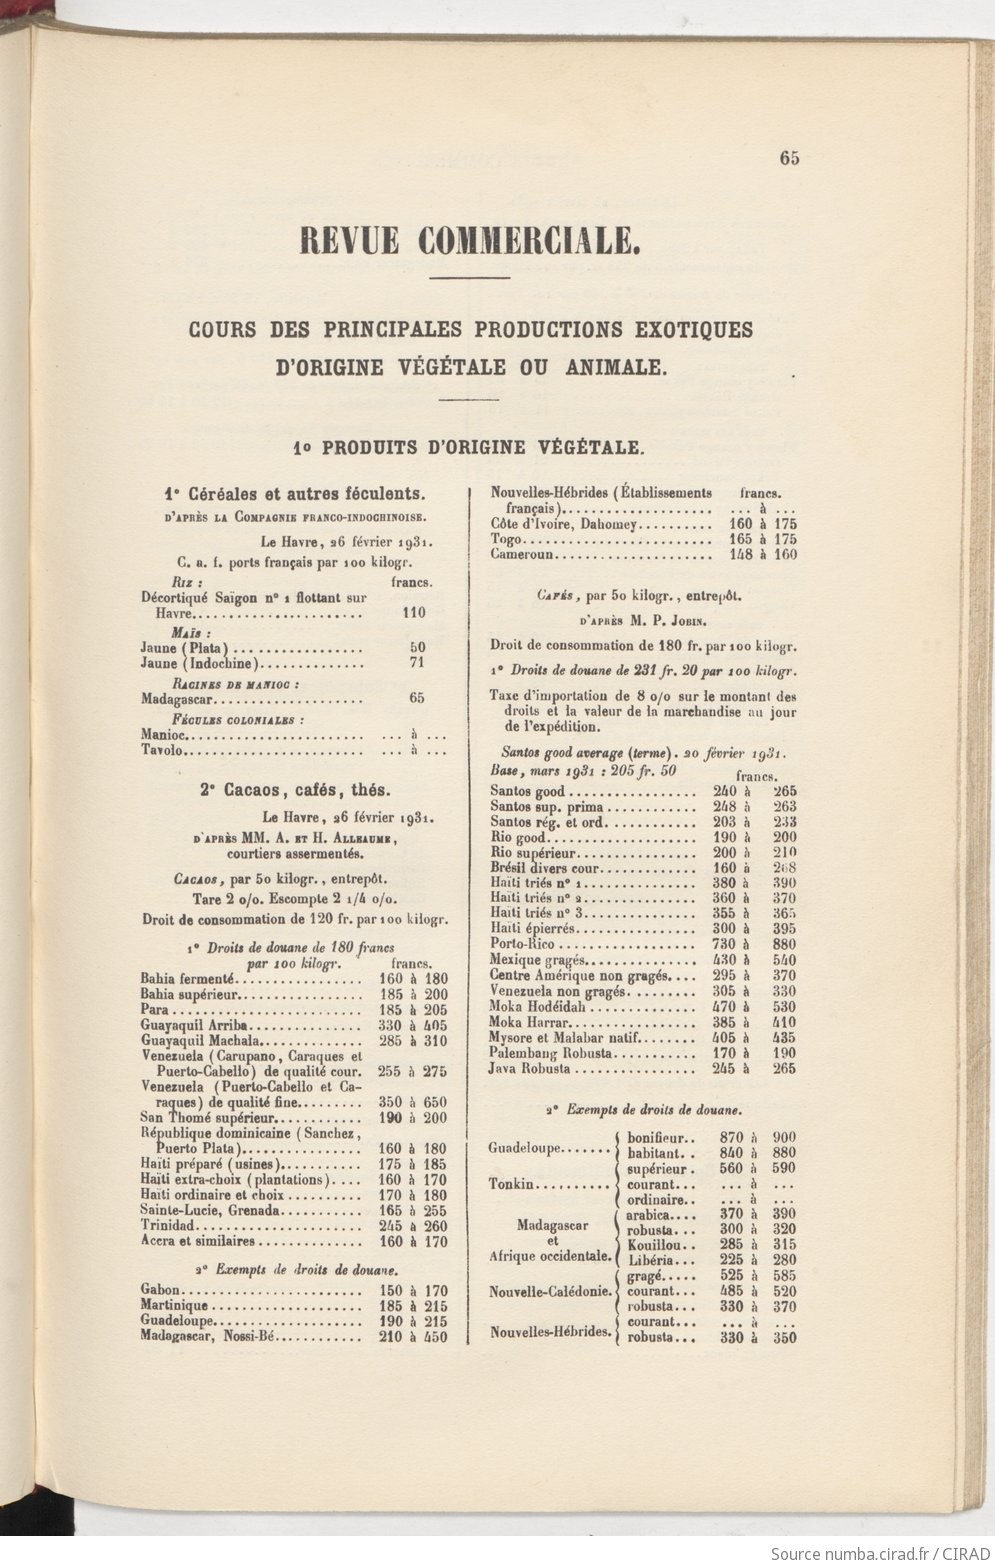 65
REVUE COMMERCIALE.
COURS DES PRINCIPALES PRODUCTIONS EXOTIQUES
D'ORIGINE VÉGÉTALE OU ANIMALE.
1º PRODUITS D'ORIGINE VÉGÉTALE.
1º Céréales et autres féculents.
D'APRÈS LA COMPAGNIE FRANCO-INDOCHINOISE.
Le Havre, 26 février 1931.
C. a. f. ports français par 100 kilogr.
RIZ : francs.
Décortiqué Saïgon nº 1 flottant sur
Havre...................... 110
MAÏS :
Jaune (Plata) ................ 50
Jaune (Indochine)............. 71
RACINES DE MANIOC :
Madagascar................... 65
FÉCULES COLONIALES :
Manioc....................... ... à ...
Tavolo....................... ... à ...
2º Cacaos, cafés, thés.
Le Havre, 26 février 1931.
D'APRÈS MM. A. ET H. ALLEAUME,
courtiers assermentés.
CACAOS, par 50 kilogr., entrepôt.
Tare 2 0/0. Escompte 2 1/4 0/0.
Droit de consommation de 120 fr. par 100 kilogr.
1º Droits de douane de 180 francs
par 100 kilogr. francs.
Bahia fermenté................ 160 à 180
Bahia supérieur................ 185 à 200
Para ........................ 185 à 205
Guayaquil Arriba.............. 330 à 405
Guayaquil Machala............. 285 à 310
Venezuela (Carupano, Caraques et
Puerto-Cabello) de qualité cour. 255 à 275
Venezuela (Puerto-Cabello et Ca-
raques) de qualité fine......... 350 à 650
San Thomé supérieur........... 190 à 200
République dominicaine (Sanchez,
Puerto Plata)............... 160 à 180
Haïti préparé (usines).......... 175 à 185
Haïti extra-choix (plantations).... 160 à 170
Haïti ordinaire et choix .......... 170 à 180
Sainte-Lucie, Grenada........... 165 à 255
Trinidad..................... 245 à 260
Accra et similaires ............. 160 à 170
2º Exempts de droits de douane.
Gabon....................... 150 à 170
Martinique ................... 185 à 215
Guadeloupe................... 190 à 215
Madagascar, Nossi-Bé........... 210 à 450
Nouvelles-Hébrides (Établissements francs.
français)................... ... à ...
Côte d'Ivoire, Dahomey.......... 160 à 175
Togo........................ 165 à 175
Cameroun.................... 148 à 160
CAFÉS, par 50 kilogr., entrepôt.
D'APRÈS M. P. JOBIN.
Droit de consommation de 180 fr. par 100 kilogr.
1º Droits de douane de 231 fr. 20 par 100 kilogr.
Taxe d'importation de 8 0/0 sur le montant des
droits et la valeur de la marchandise au jour
de l'expédition.
Santos good average (terme). 20 février 1931.
Base, mars 1931 : 205 fr. 50
francs.
Santos good ................ 240 à 265
Santos sup. prima ............ 248 à 263
Santos rég. et ord............ 203 à 233
Rio good................... 190 à 200
Rio supérieur............... 200 à 210
Brésil divers cour............. 160 à 268
Haïti triés nº 1............... 380 à 390
Haïti triés nº 2............... 360 à 370
Haïti triés nº 3............... 355 à 365
Haïti épierrés................ 300 à 395
Porto-Rico .................. 730 à 880
Mexique gragés............... 430 à 540
Centre Amérique non gragés.... 295 à 370
Venezuela non gragés.......... 305 à 330
Moka Hodéidah .............. 470 à 530
Moka Harrar................. 385 à 410
Mysore et Malabar natif........ 405 à 435
Palembang Robusta........... 170 à 190
Java Robusta ................ 245 à 265
2º Exempts de droits de douane.
Guadeloupe....... { bonifieur.. 870 à 900
habitant.. 840 à 880
Tonkin.......... { supérieur . 560 à 590
courant... ... à ...
ordinaire.. ... à ...
Madagascar et Afrique occidentale. { arabica.... 370 à 390
robusta... 300 à 320
Kouillou.. 285 à 315
Libéria... 225 à 280
Nouvelle-Calédonie. { gragé..... 525 à 585
courant... 485 à 520
robusta... 330 à 370
Nouvelles-Hébrides. { courant... ... à ...
robusta... 330 à 350
Source numba.cirad.fr / CIRAD